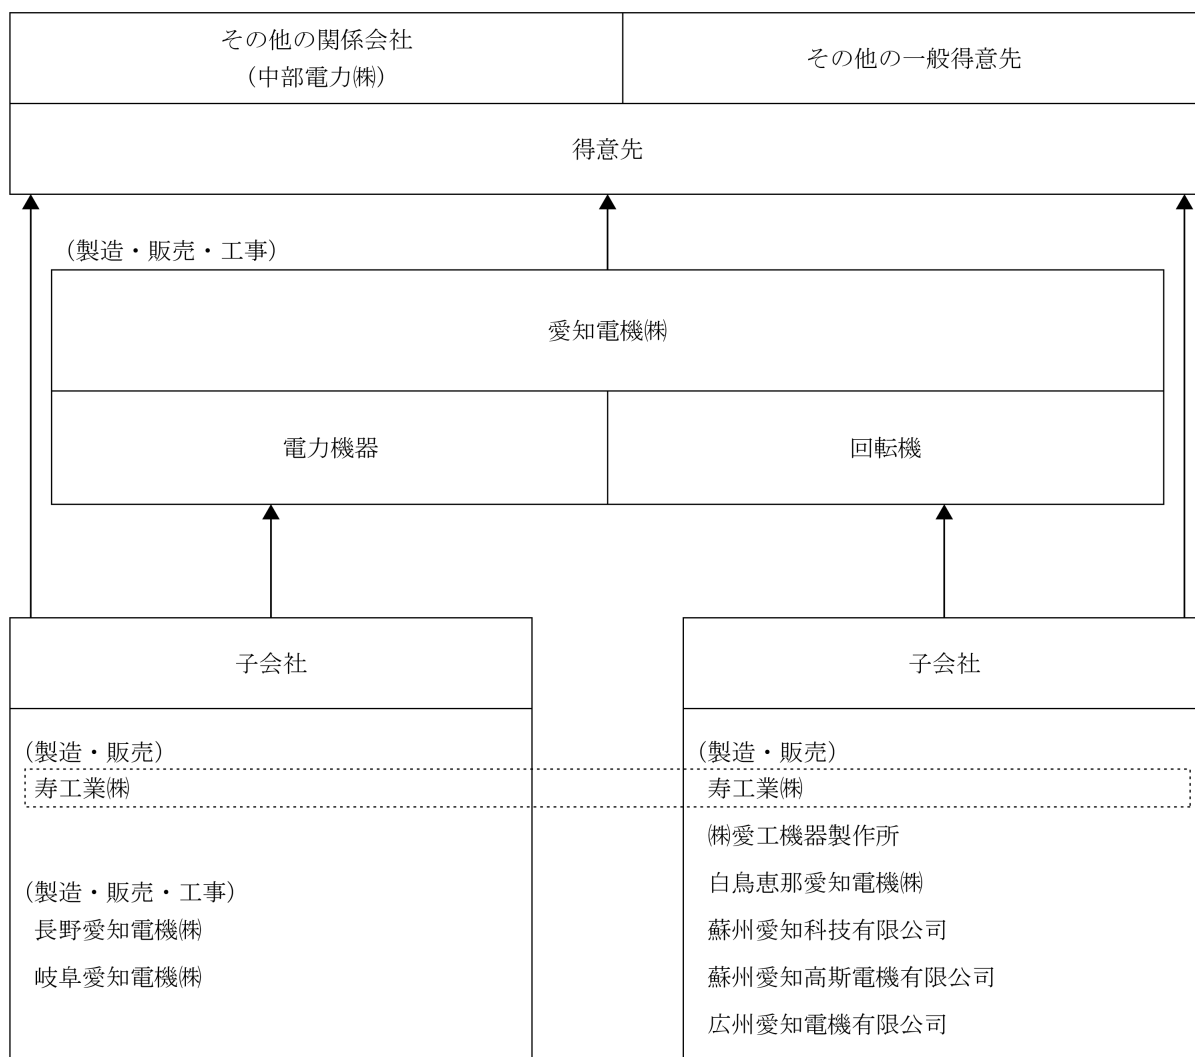 その他の関係会社
（中部電力㈱）
その他の一般得意先
得意先
（製造・販売・工事）
愛知電機㈱
電力機器
回転機
子会社
（製造・販売）
寿工業㈱
（製造・販売・工事）
長野愛知電機㈱
岐阜愛知電機㈱
子会社
（製造・販売）
寿工業㈱
㈱愛工機器製作所
白鳥恵那愛知電機㈱
蘇州愛知科技有限公司
蘇州愛知高斯電機有限公司
広州愛知電機有限公司